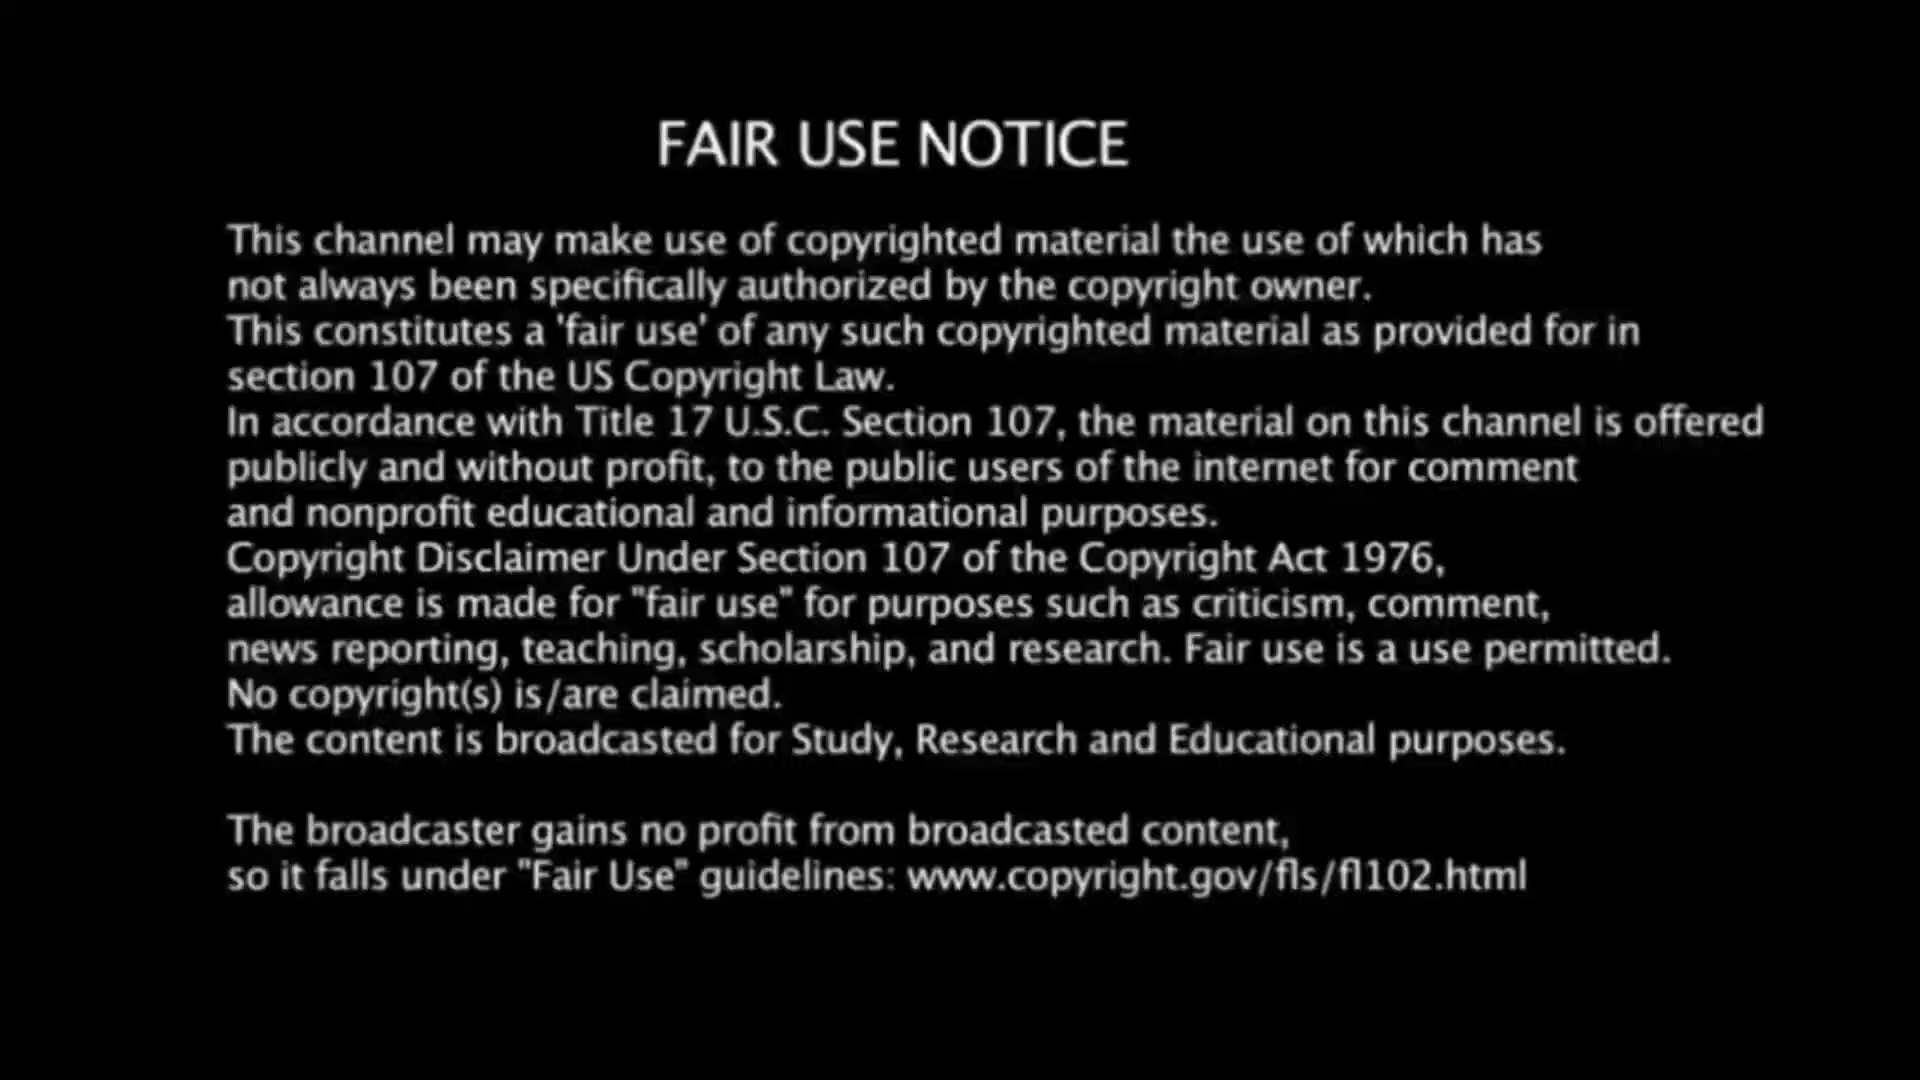 FAIR USE NOTICE
This channel may make use of copyrighted material the use of which has
not always been specifically authorized by the copyright owner.
This constitutes a 'fair use' of any such copyrighted material as provided for in
section 107 of the US Copyright Law.
In accordance with Title 17 U.S.C. Section 107, the material on this channel is offered
publicly and without profit, to the public users of the internet for comment
and nonprofit educational and informational purposes.
Copyright Disclaimer Under Section 107 of the Copyright Act 1976,
allowance is made for "fair use" for purposes such as criticism, comment,
news reporting, teaching, scholarship, and research. Fair use is a use permitted.
No copyright(s) is/are claimed.
The content is broadcasted for Study, Research and Educational purposes.
The broadcaster gains no profit from broadcasted content,
so it falls under "Fair Use" guidelines: www.copyright.gov/fls/fl102.html